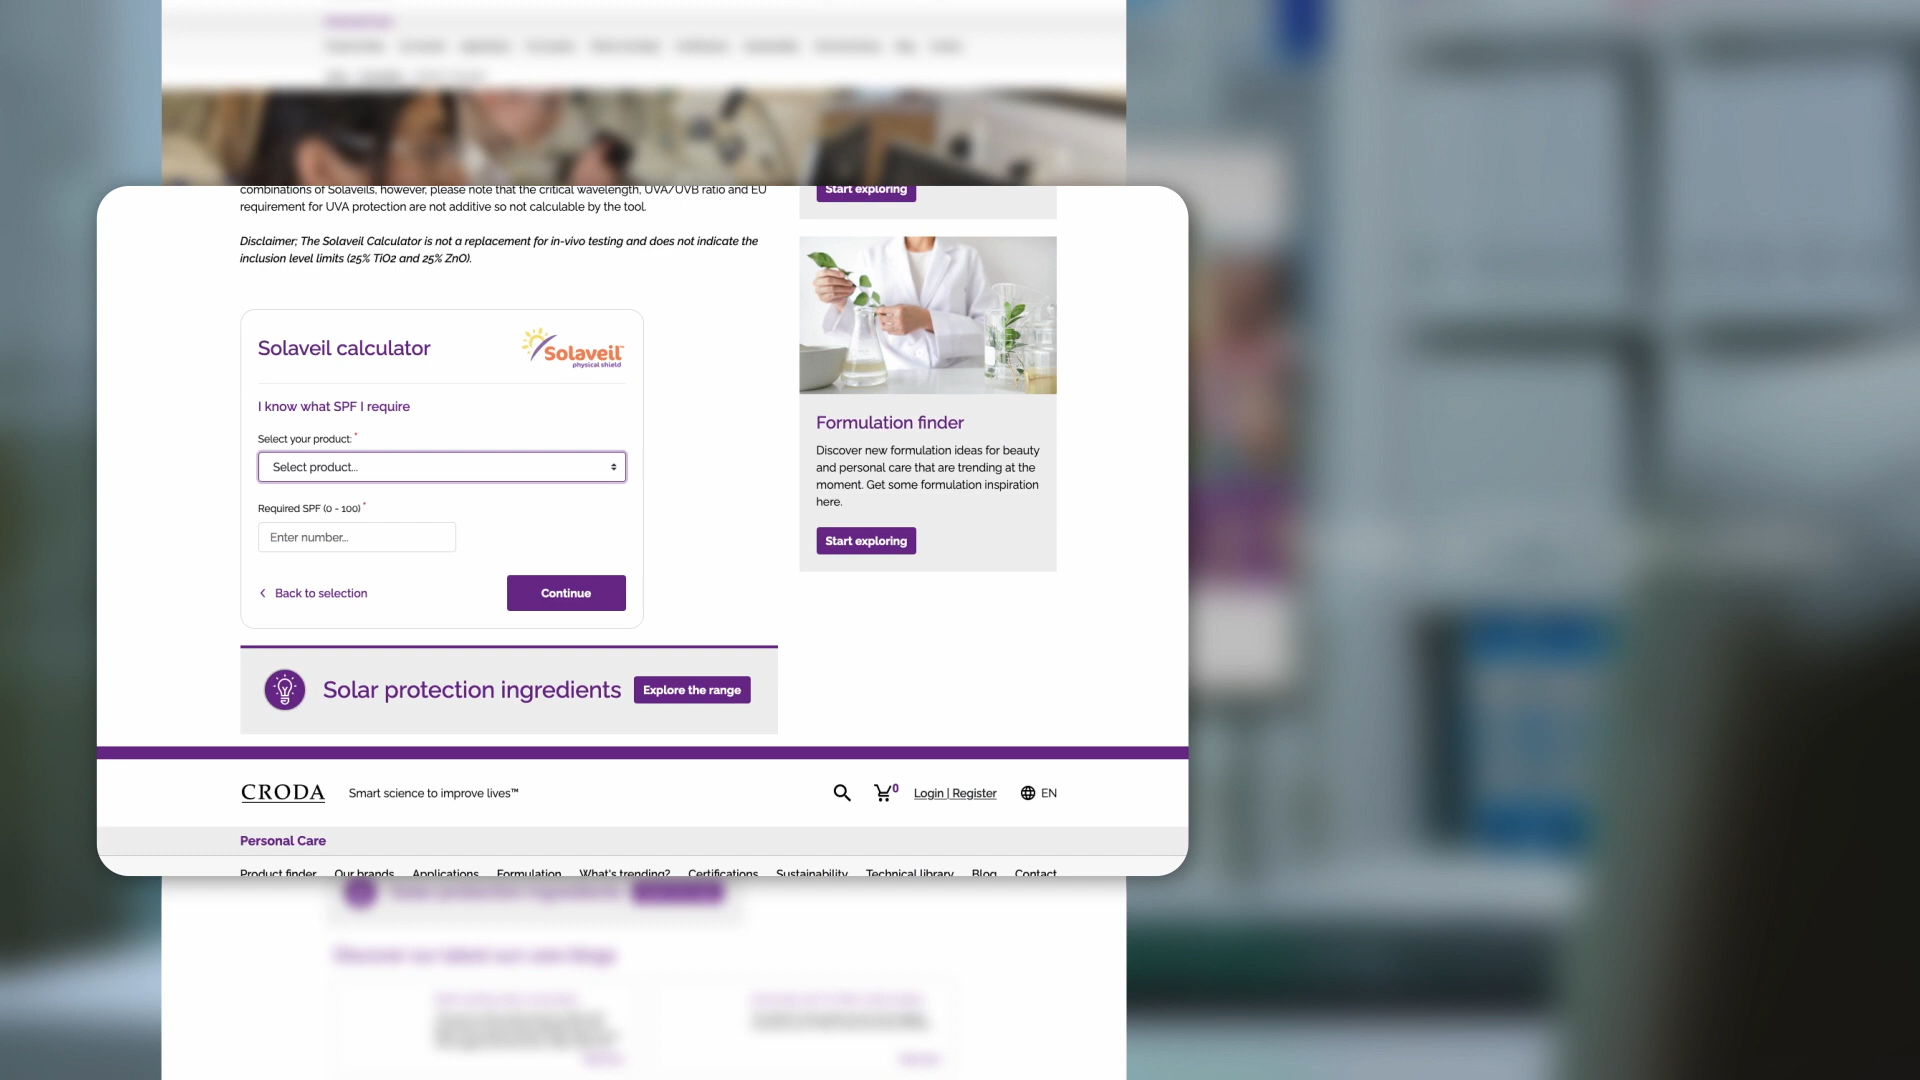 combinations of Solaveils, however, please note that the critical wavelength, UVA/UVB ratio and EU
requirement for UVA protection are not additive so not calculable by the tool.
Disclaimer; The Solaveil Calculator is not a replacement for in-vivo testing and does not indicate the
inclusion level limits (25% TiO2 and 25% ZnO).
Solaveil calculator
Solaveil™
physical shield
I know what SPF I require
Select your product: *
Select product...
Required SPF (0 - 100) *
Enter number...
Back to selection
Continue
Solar protection ingredients
Explore the range
Start exploring
Formulation finder
Discover new formulation ideas for beauty
and personal care that are trending at the
moment. Get some formulation inspiration
here.
Start exploring
CRODA
Smart science to improve lives™
0
Login | Register
EN
Personal Care
Product finder Our brands Applications Formulation What's trending? Certifications Sustainability Technical library Blog Contact
Discover our latest sun care blogs